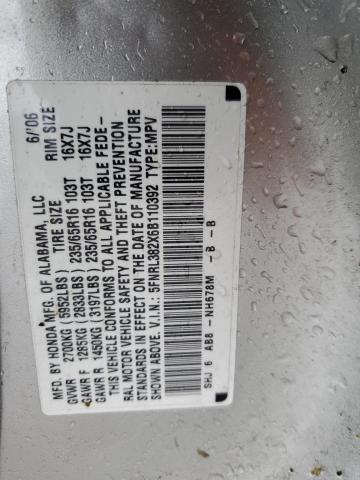 MFD. BY HONDA MFG. OF ALABAMA, LLC 6/'06
TIRE SIZE RIM SIZE
GVWR 2700KG (5952LBS)
GAWR F 1285KG (2833LBS) 235/65R16 103T 16X7J
GAWR R 1450KG (3197LBS) 235/65R16 103T 16X7J
THIS VEHICLE CONFORMS TO ALL APPLICABLE FEDE-
RAL MOTOR VEHICLE SAFETY AND THEFT PREVENTION
STANDARDS IN EFFECT ON THE DATE OF MANUFACTURE
SHOWN ABOVE. V.I.N.: 5FNRL382X6B110392 TYPE:MPV
SHJ 6 AB8 - NH678M - B - B